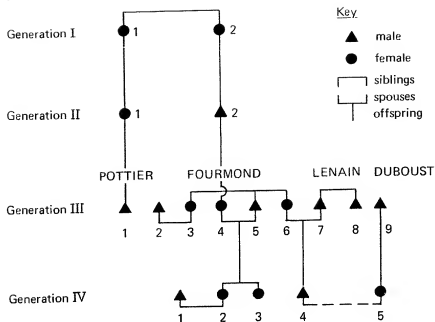 Key
male
female
siblings
spouses
offspring
Generation I
1 2
Generation II
1 2
POTTIER FOURMOND LENAIN DUBOUST
Generation III
1 2 3 4 5 6 7 8 9
Generation IV
1 2 3 4 5